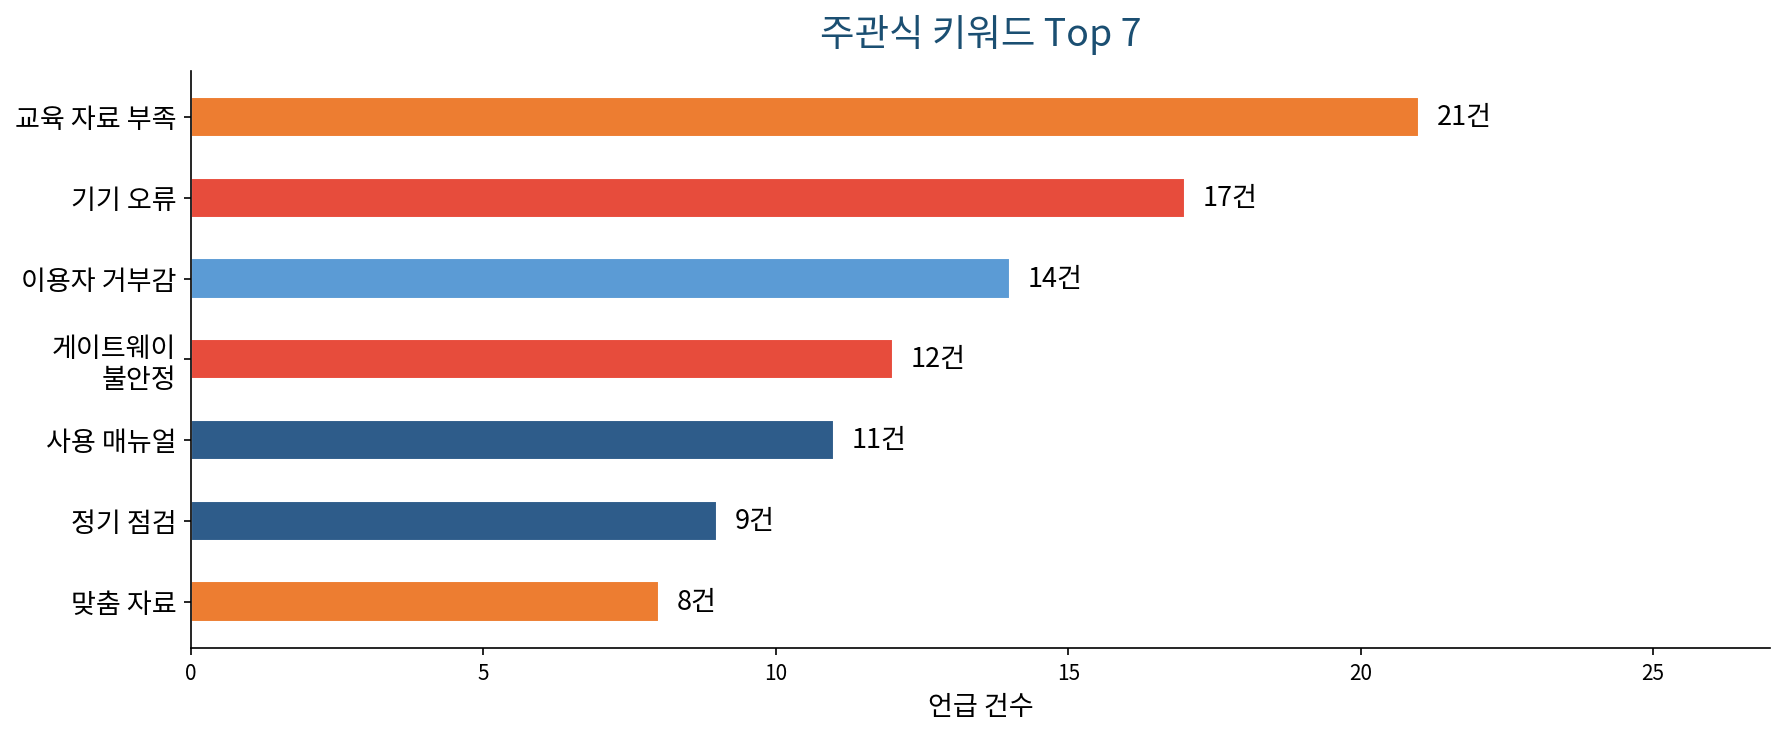 주관식 키워드 Top 7
교육 자료 부족
21건
기기 오류
17건
이용자 거부감
14건
게이트웨이
불안정
12건
사용 매뉴얼
11건
정기 점검
9건
맞춤 자료
8건
0 5 10 15 20 25
언급 건수